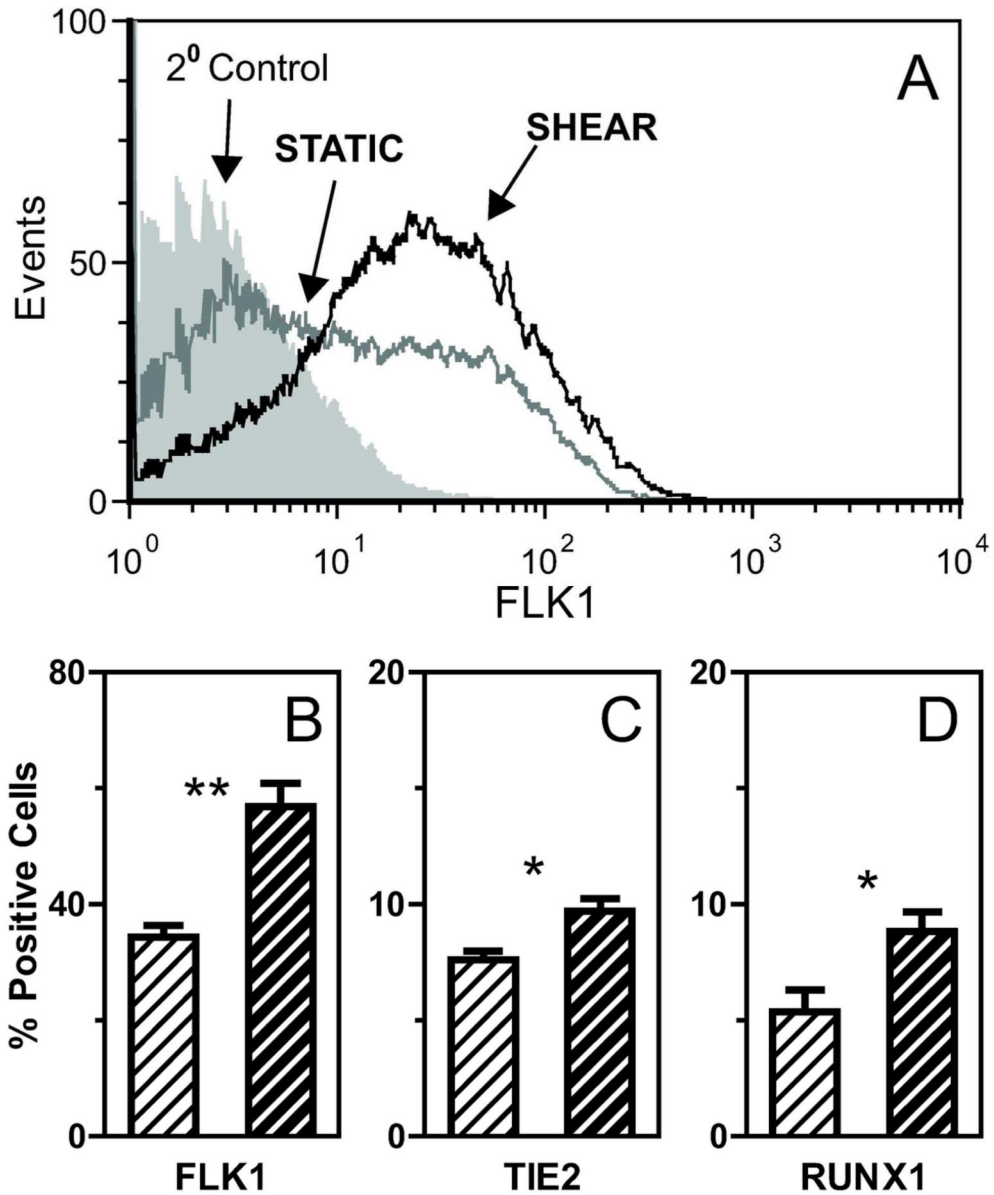 100
A
2⁰ Control
STATIC
SHEAR
Events
50
0
10⁰ 10¹ 10² 10³ 10⁴
FLK1
80 20 20
B C D
**
*
*
% Positive Cells
40 10 10
0 0 0
FLK1 TIE2 RUNX1